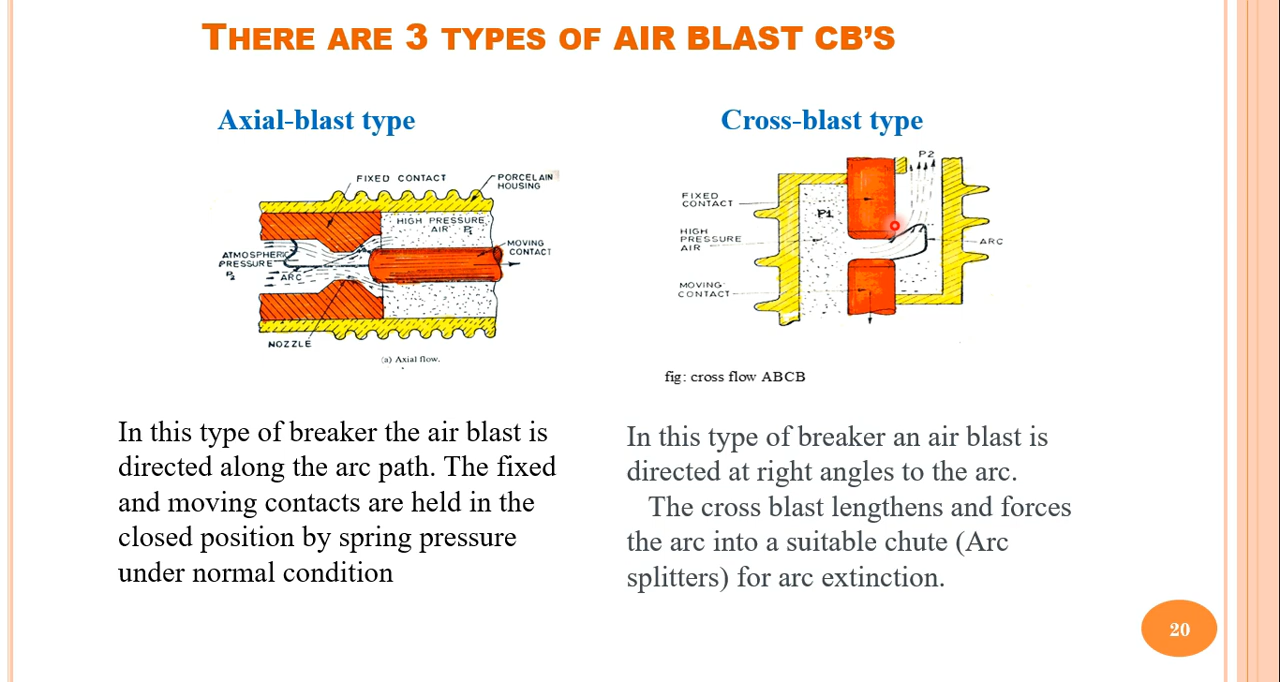 THERE ARE 3 TYPES OF AIR BLAST CB'S
Axial-blast type
FIXED CONTACT
PORCELAIN
HOUSING
HIGH PRESSURE
AIR P1
MOVING
CONTACT
ATMOSPHERIC
PRESSURE
P2
ARC
NOZZLE
(a) Axial flow.
In this type of breaker the air blast is
directed along the arc path. The fixed
and moving contacts are held in the
closed position by spring pressure
under normal condition
Cross-blast type
P2
FIXED
CONTACT
P1
HIGH
PRESSURE
AIR
ARC
MOVING
CONTACT
fig: cross flow ABCB
In this type of breaker an air blast is
directed at right angles to the arc.
The cross blast lengthens and forces
the arc into a suitable chute (Arc
splitters) for arc extinction.
20